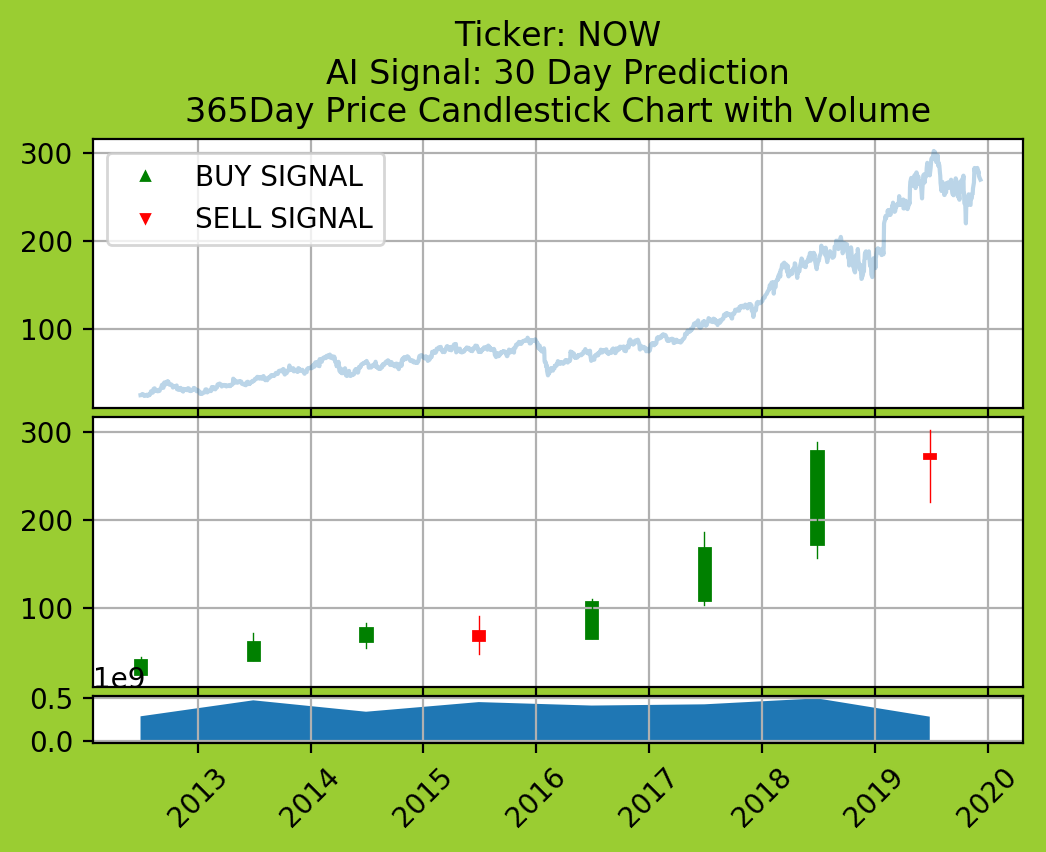 Ticker: NOW
AI Signal: 30 Day Prediction
365Day Price Candlestick Chart with Volume
300
200
100
BUY SIGNAL
SELL SIGNAL
300
200
100
1e9
0.5
0.0
2013
2014
2015
2016
2017
2018
2019
2020